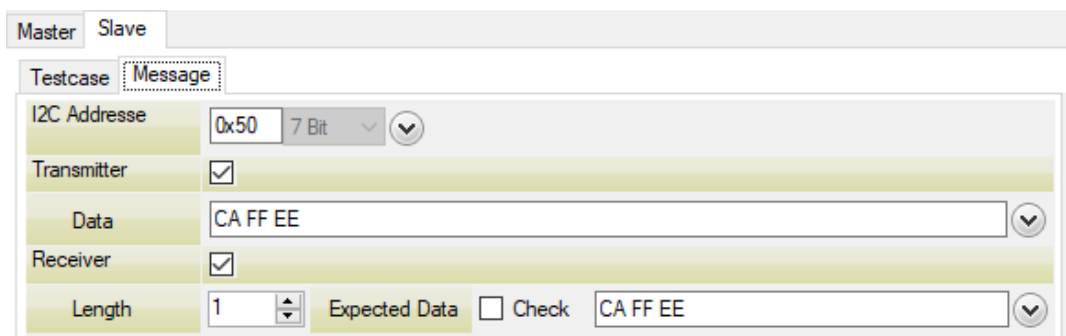 Master Slave
Testcase Message
I2C Addresse 0x50 7 Bit
Transmitter
Data CA FF EE
Receiver
Length 1 Expected Data Check CA FF EE